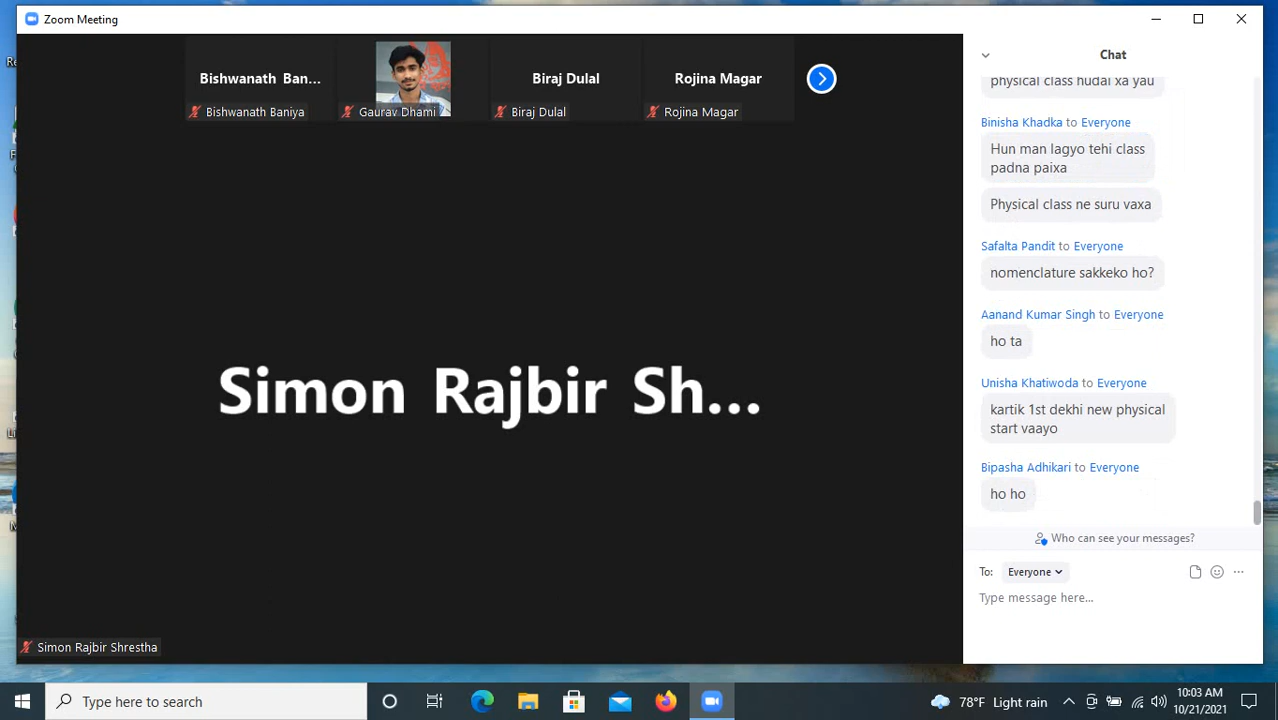 Zoom Meeting
Bishwanath Ban...
Biraj Dulal
Rojina Magar
Bishwanath Baniya
Gaurav Dhami
Biraj Dulal
Rojina Magar
Simon Rajbir Sh...
Simon Rajbir Shrestha
Chat
physical class hudai xa yau
Binisha Khadka to Everyone
Hun man lagyo tehi class
padna paixa
Physical class ne suru vaxa
Safalta Pandit to Everyone
nomenclature sakkeko ho?
Aanand Kumar Singh to Everyone
ho ta
Unisha Khatiwoda to Everyone
kartik 1st dekhi new physical
start vaayo
Bipasha Adhikari to Everyone
ho ho
Who can see your messages?
To: Everyone
Type message here...
Type here to search
78°F Light rain
10:03 AM
10/21/2021